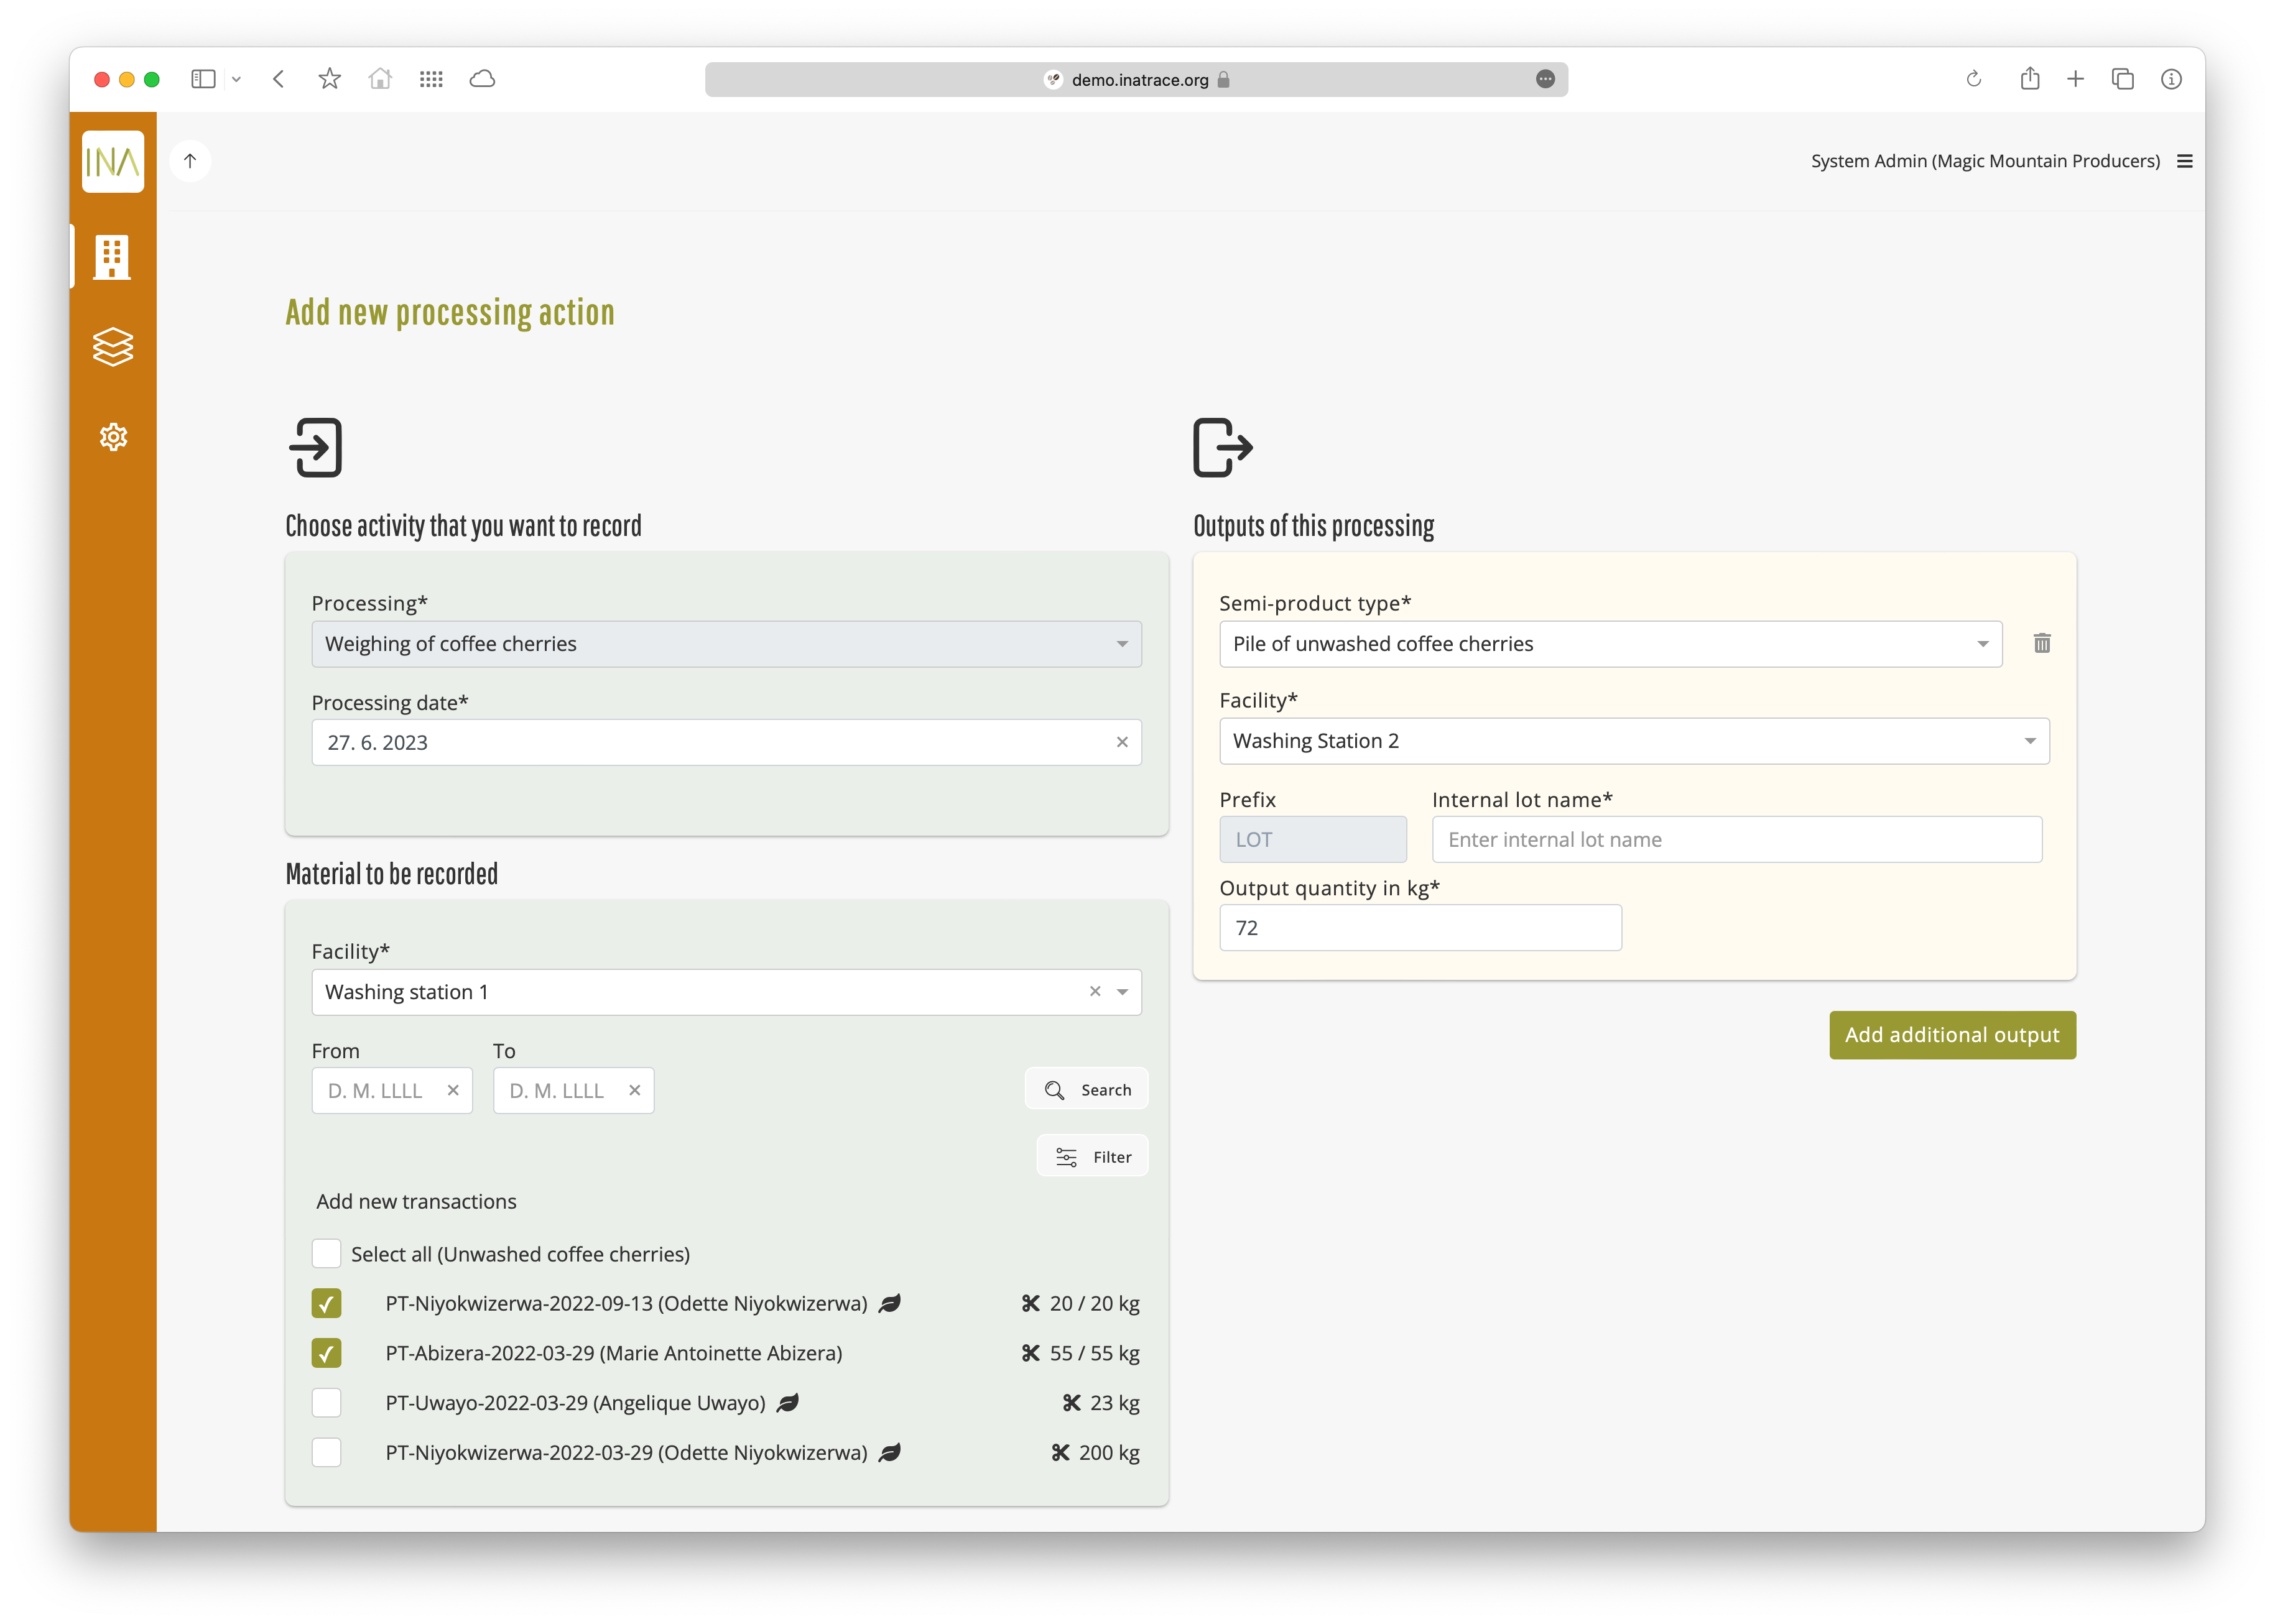 demo.inatrace.org
INA
System Admin (Magic Mountain Producers)
Add new processing action
Choose activity that you want to record
Processing*
Weighing of coffee cherries
Processing date*
27. 6. 2023
Material to be recorded
Facility*
Washing station 1
From
To
D. M. LLLL
D. M. LLLL
Search
Filter
Add new transactions
Select all (Unwashed coffee cherries)
PT-Niyokwizerwa-2022-09-13 (Odette Niyokwizerwa) 20 / 20 kg
PT-Abizera-2022-03-29 (Marie Antoinette Abizera) 55 / 55 kg
PT-Uwayo-2022-03-29 (Angelique Uwayo) 23 kg
PT-Niyokwizerwa-2022-03-29 (Odette Niyokwizerwa) 200 kg
Outputs of this processing
Semi-product type*
Pile of unwashed coffee cherries
Facility*
Washing Station 2
Prefix
Internal lot name*
LOT
Enter internal lot name
Output quantity in kg*
72
Add additional output